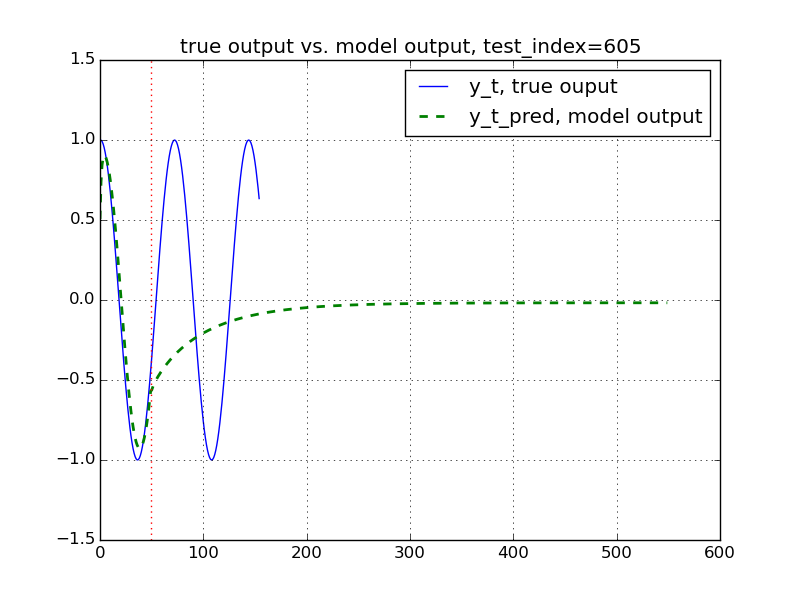 true output vs. model output, test_index=605
y_t, true ouput
y_t_pred, model output
1.5
1.0
0.5
0.0
−0.5
−1.0
−1.5
0 100 200 300 400 500 600